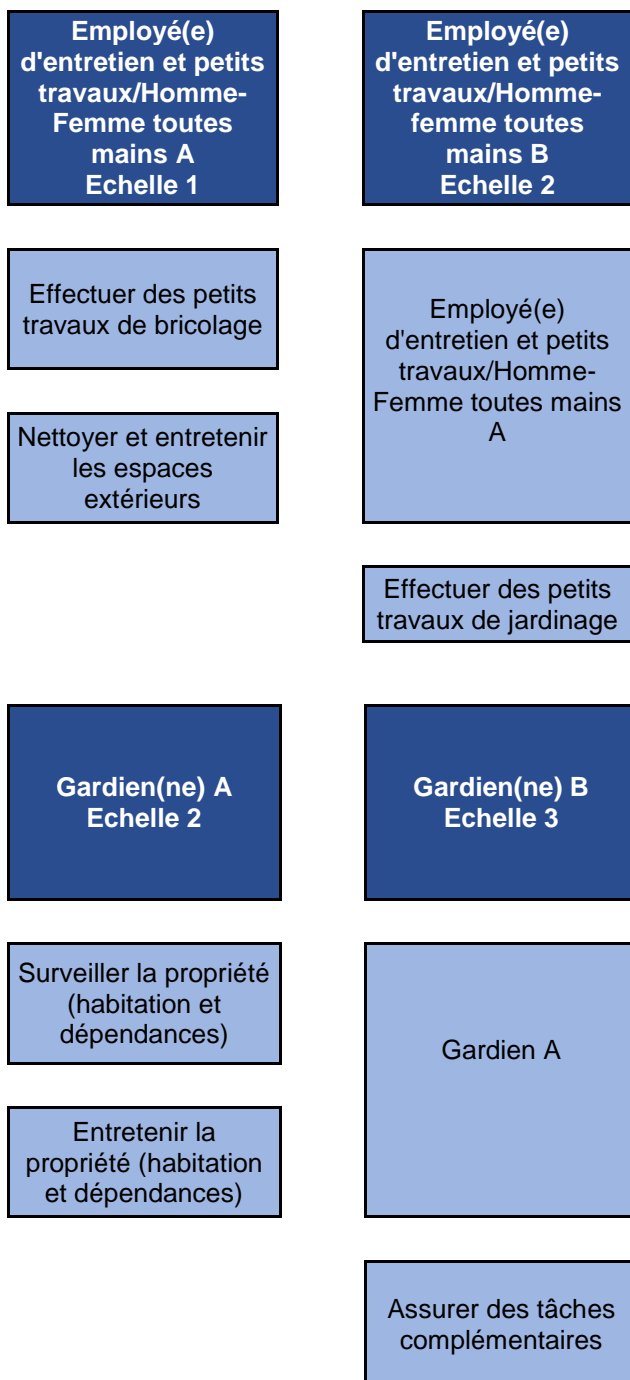 Employé(e)
d'entretien et petits
travaux/Homme-
Femme toutes
mains A
Echelle 1
Employé(e)
d'entretien et petits
travaux/Homme-
femme toutes
mains B
Echelle 2
Effectuer des petits
travaux de bricolage
Nettoyer et entretenir
les espaces
extérieurs
Employé(e)
d'entretien et petits
travaux/Homme-
Femme toutes mains
A
Effectuer des petits
travaux de jardinage
Gardien(ne) A
Echelle 2
Gardien(ne) B
Echelle 3
Surveiller la propriété
(habitation et
dépendances)
Entretenir la
propriété (habitation
et dépendances)
Gardien A
Assurer des tâches
complémentaires